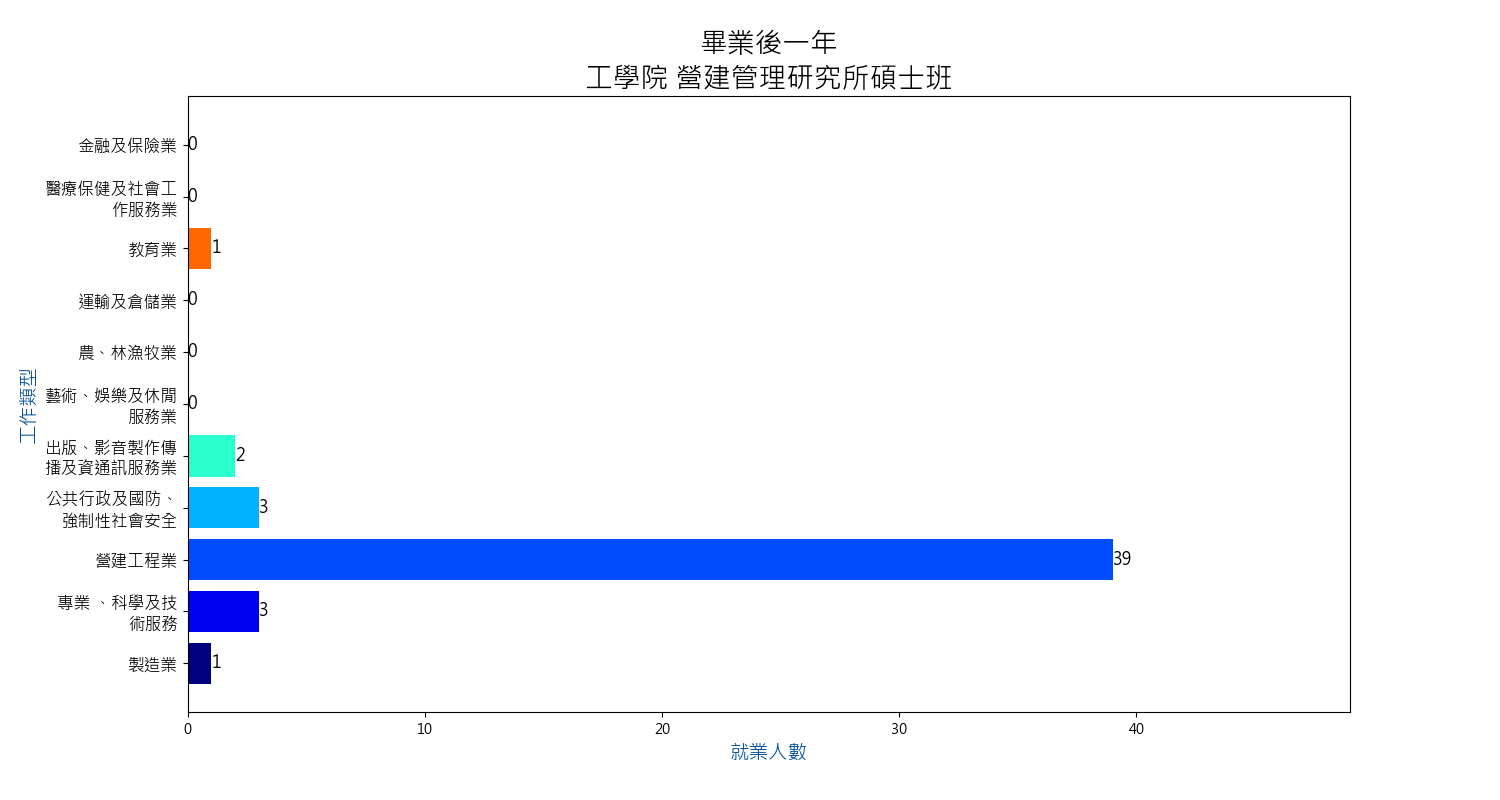 畢業後一年
工學院 營建管理研究所碩士班
工作類型
金融及保險業
0
醫療保健及社會工
作服務業
0
教育業
1
運輸及倉儲業
0
農、林漁牧業
0
藝術、娛樂及休閒
服務業
0
出版、影音製作傳
播及資通訊服務業
2
公共行政及國防、
強制性社會安全
3
營建工程業
39
專業 、科學及技
術服務
3
製造業
1
0 10 20 30 40
就業人數